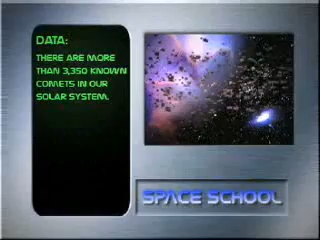 DATA:
THERE ARE MORE
THAN 3,350 KNOWN
COMETS IN OUR
SOLAR SYSTEM.
SPACE SCHOOL